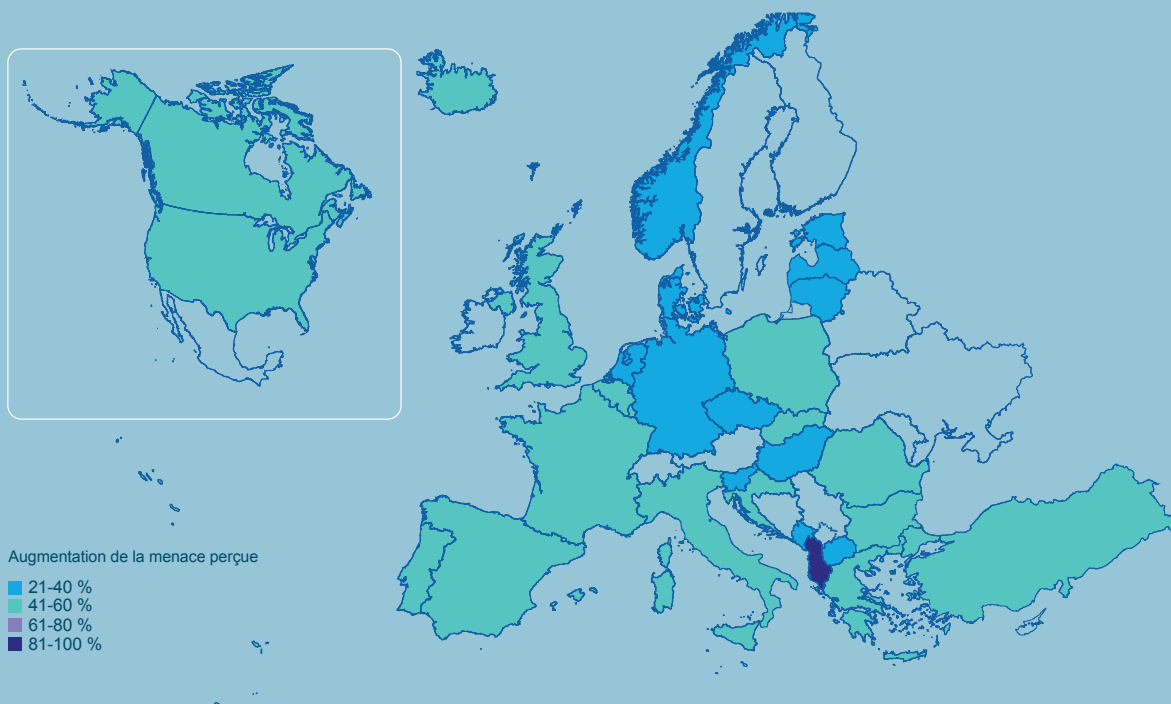 Augmentation de la menace perçue
21-40 %
41-60 %
61-80 %
81-100 %